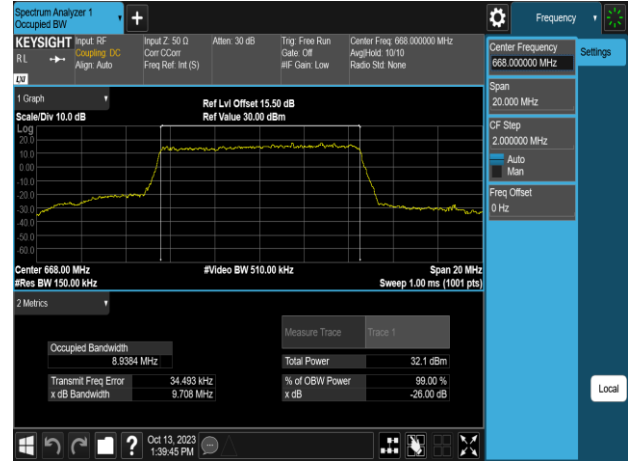 Spectrum Analyzer 1
Occupied BW
+
Frequency
KEYSIGHT
RL
Input: RF
Coupling: DC
Align: Auto
Input Z: 50 Ω
Corr CCorr
Freq Ref: Int (S)
Atten: 30 dB
Trig: Free Run
Gate: Off
#IF Gain: Low
Center Freq: 668.000000 MHz
Avg|Hold: 10/10
Radio Std: None
LXI
1 Graph
Scale/Div 10.0 dB
Ref Lvl Offset 15.50 dB
Ref Value 30.00 dBm
Log
20.0
10.0
0.00
-10.0
-20.0
-30.0
-40.0
-50.0
-60.0
Center 668.00 MHz
#Res BW 150.00 kHz
#Video BW 510.00 kHz
Span 20 MHz
Sweep 1.00 ms (1001 pts)
2 Metrics
Measure Trace
Trace 1
Occupied Bandwidth
8.9384 MHz
Total Power
32.1 dBm
Transmit Freq Error
34.493 kHz
% of OBW Power
99.00 %
x dB Bandwidth
9.708 MHz
x dB
-26.00 dB
Center Frequency
668.000000 MHz
Settings
Span
20.000 MHz
CF Step
2.000000 MHz
Auto
Man
Freq Offset
0 Hz
Local
?
Oct 13, 2023
1:39:45 PM